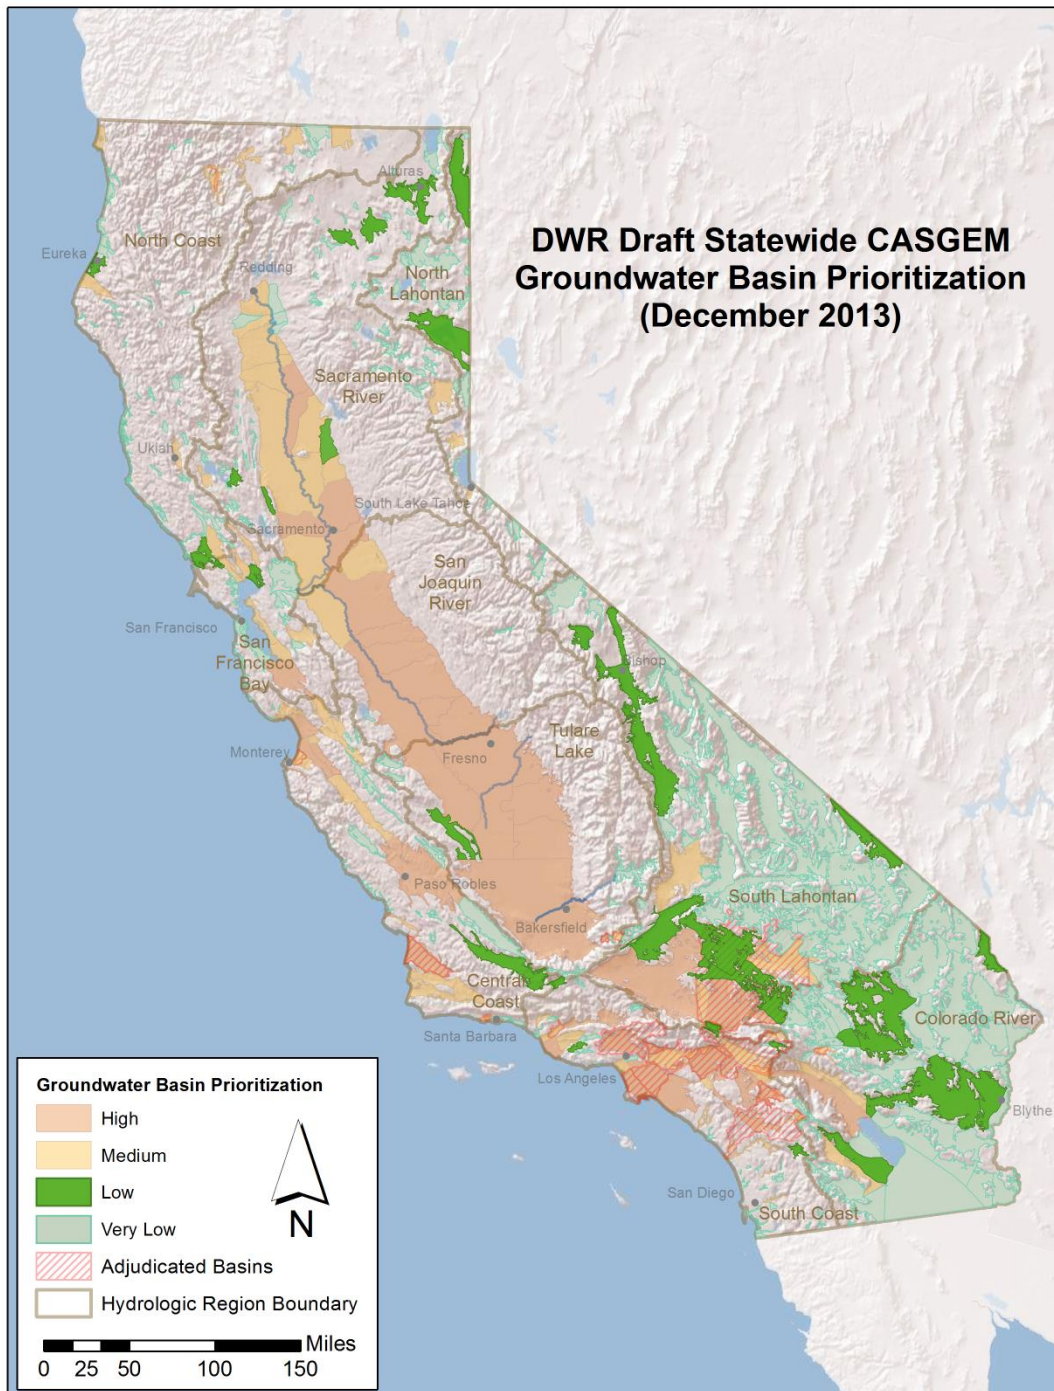 DWR Draft Statewide CASGEM
Groundwater Basin Prioritization
(December 2013)
Alturas
North Coast
Eureka
Redding
North
Lahontan
Sacramento
River
Ukiah
South Lake Tahoe
Sacramento
San
Joaquin
River
San Francisco
San
Francisco
Bay
Bishop
Tulare
Lake
Monterey
Fresno
Paso Robles
South Lahontan
Bakersfield
Central
Coast
Colorado River
Santa Barbara
Los Angeles
Blythe
San Diego
South Coast
Groundwater Basin Prioritization
High
Medium
Low
Very Low
Adjudicated Basins
Hydrologic Region Boundary
N
Miles
0 25 50 100 150